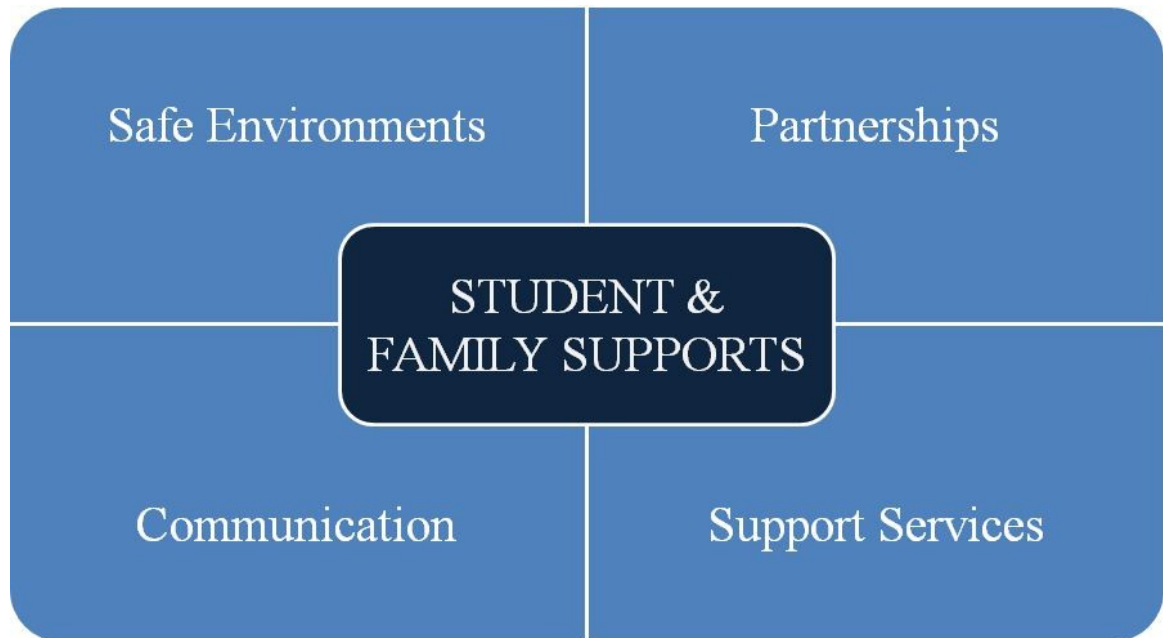 Safe Environments
Partnerships
STUDENT &
FAMILY SUPPORTS
Communication
Support Services